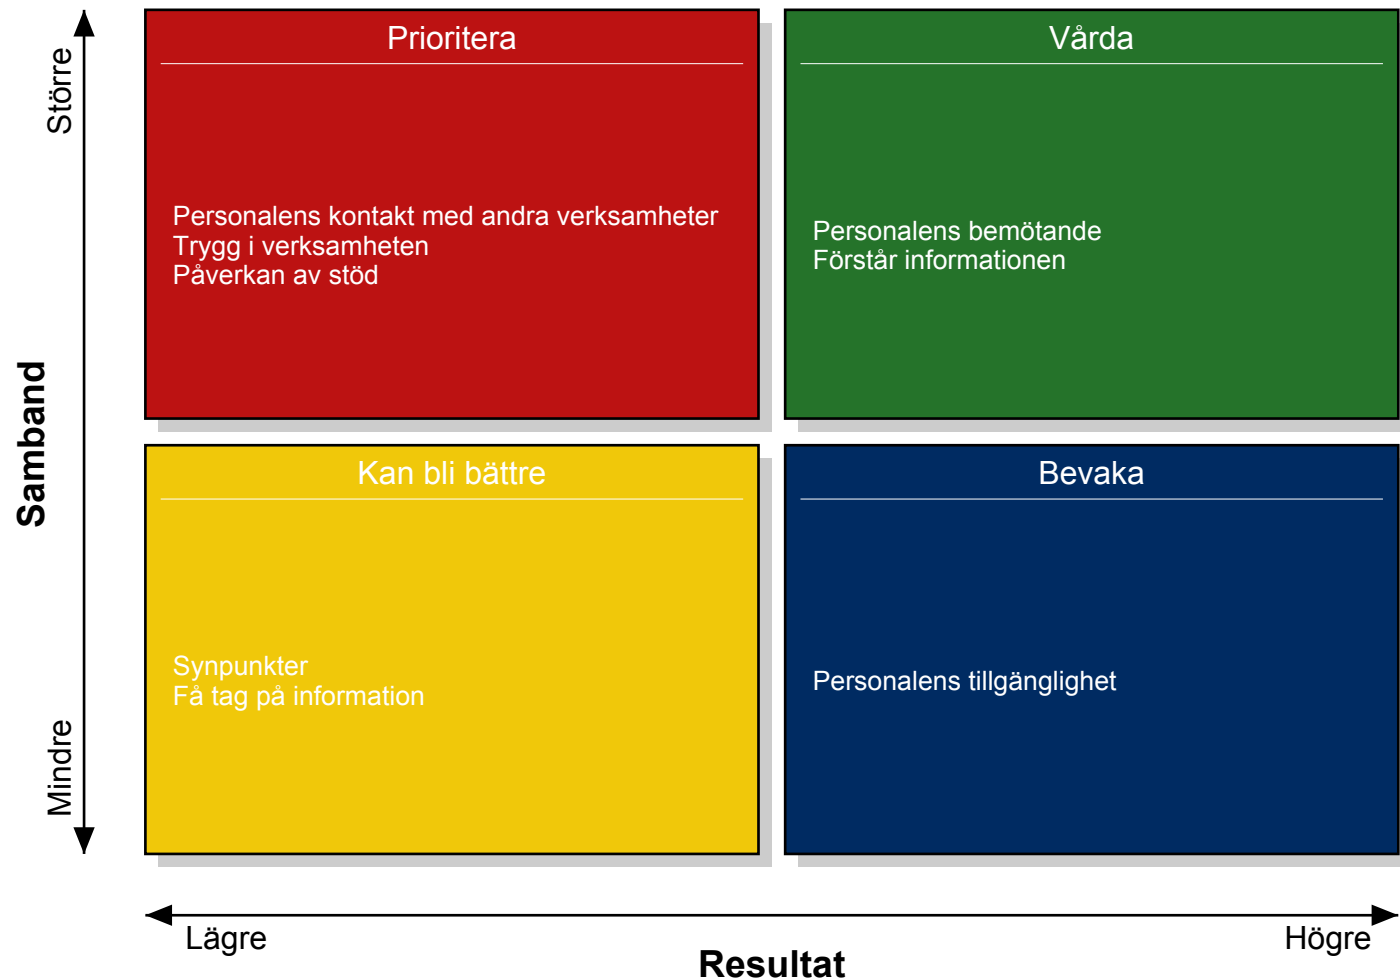 Större
Samband
Mindre
Prioritera
Personalens kontakt med andra verksamheter
Trygg i verksamheten
Påverkan av stöd
Vårda
Personalens bemötande
Förstår informationen
Kan bli bättre
Synpunkter
Få tag på information
Bevaka
Personalens tillgänglighet
Lägre
Resultat
Högre